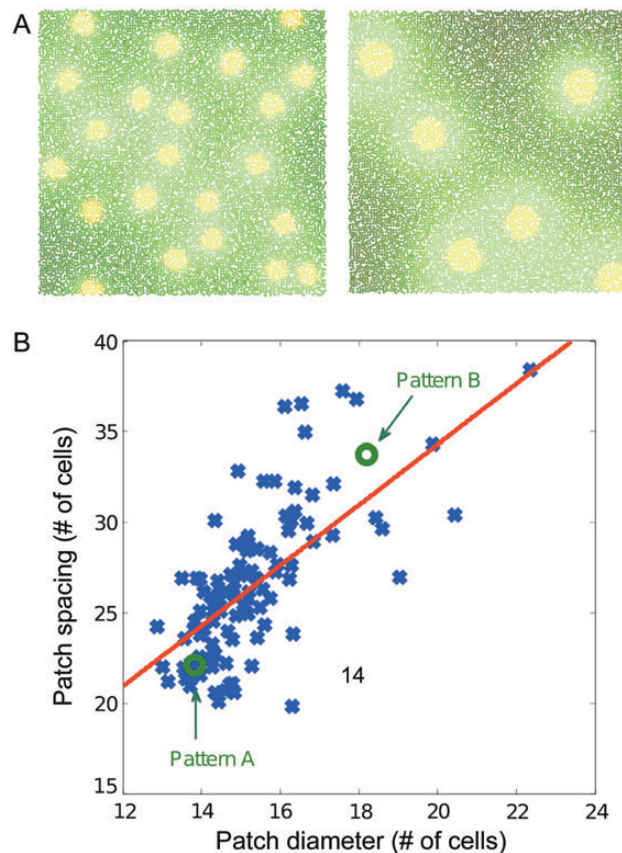 A
B
40
35
30
25
20
15
Patch spacing (# of cells)
Pattern B
14
Pattern A
12 14 16 18 20 22 24
Patch diameter (# of cells)